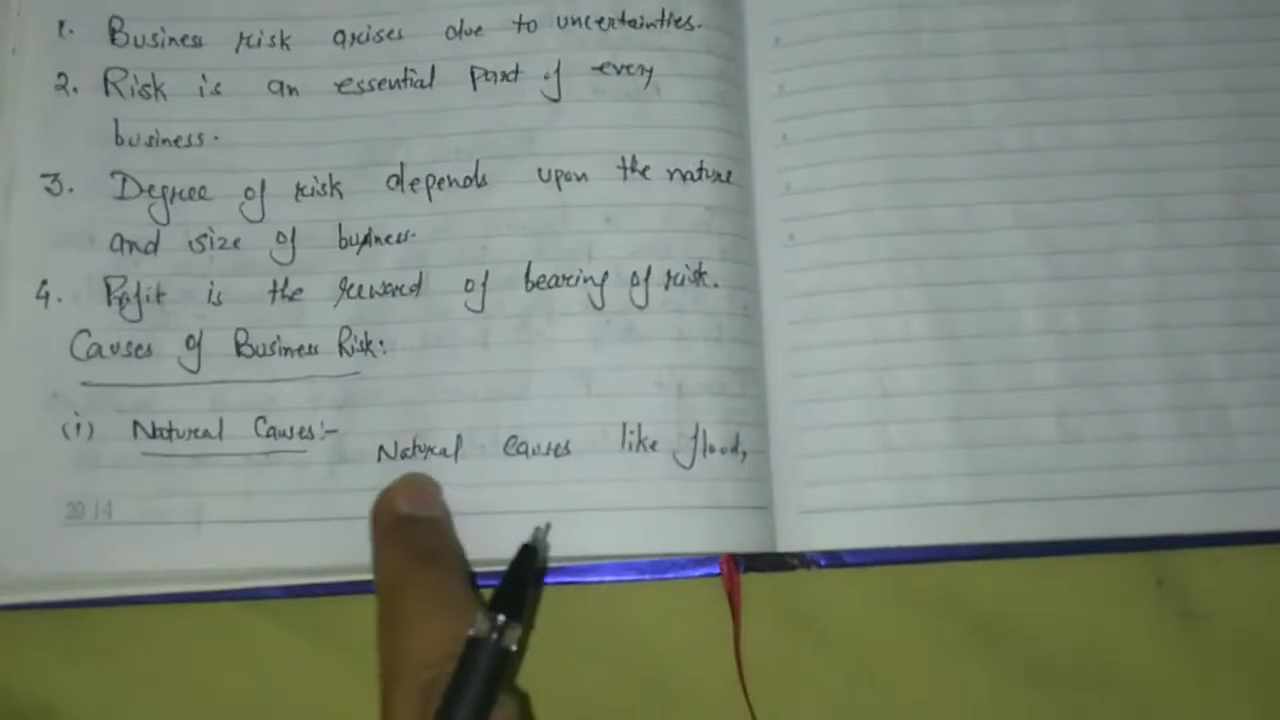 1. Business risk arises due to uncertainties.
2. Risk is an essential part of every
business.
3. Degree of risk depends upon the nature
and size of business.
4. Profit is the reward of bearing of risk.
Causes of Business Risk:
(i) Natural Causes:- Natural causes like flood,
2014